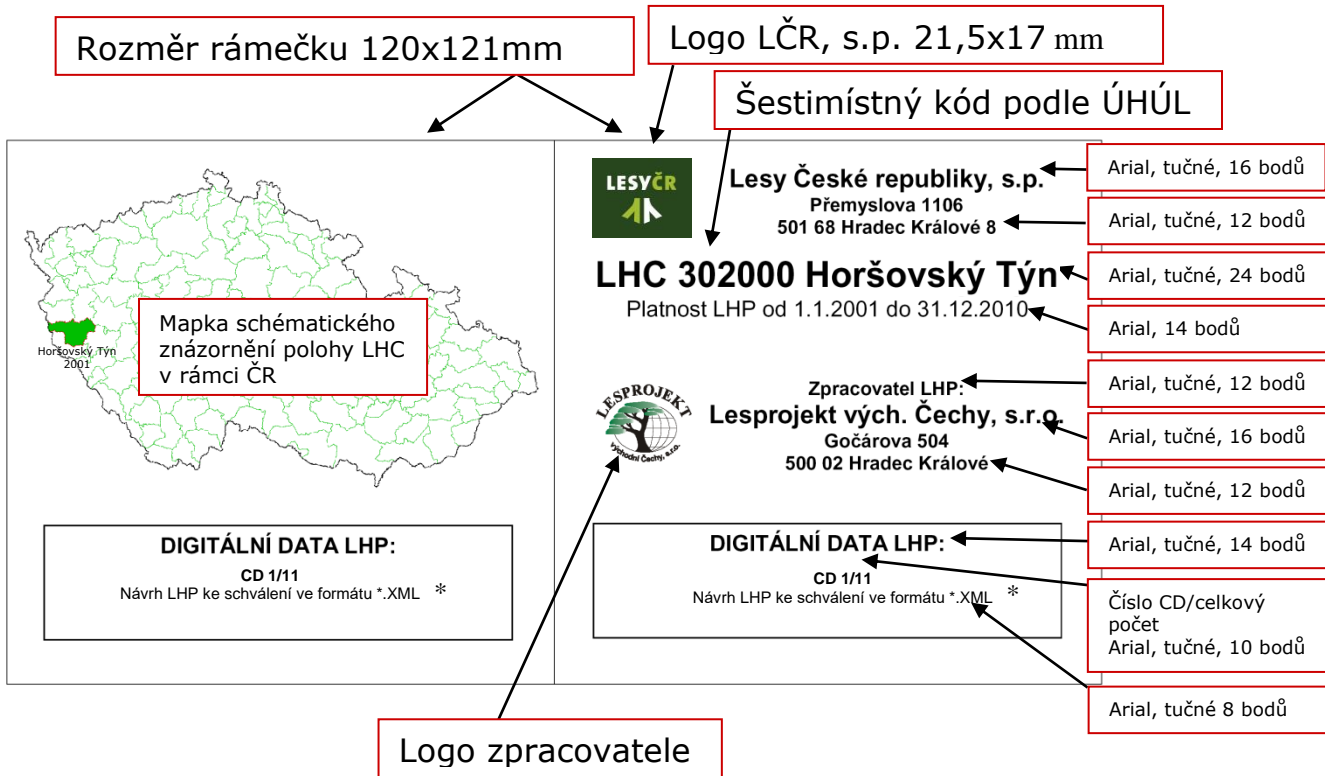 Rozměr rámečku 120x121mm
Logo LČR, s.p. 21,5x17 mm
Šestimístný kód podle ÚHÚL
Horšovský Týn
2001
Mapka schématického
znázornění polohy LHC
v rámci ČR
DIGITÁLNÍ DATA LHP:
CD 1/11
Návrh LHP ke schválení ve formátu *.XML *
LESYČR
Lesy České republiky, s.p.
Přemyslova 1106
501 68 Hradec Králové 8
LHC 302000 Horšovský Týn
Platnost LHP od 1.1.2001 do 31.12.2010
LESPROJEKT
východní Čechy, s.r.o.
Zpracovatel LHP:
Lesprojekt vých. Čechy, s.r.o.
Gočárova 504
500 02 Hradec Králové
DIGITÁLNÍ DATA LHP:
CD 1/11
Návrh LHP ke schválení ve formátu *.XML *
Arial, tučné, 16 bodů
Arial, tučné, 12 bodů
Arial, tučné, 24 bodů
Arial, 14 bodů
Arial, tučné, 12 bodů
Arial, tučné, 16 bodů
Arial, tučné, 12 bodů
Arial, tučné, 14 bodů
Číslo CD/celkový
počet
Arial, tučné, 10 bodů
Arial, tučné 8 bodů
Logo zpracovatele